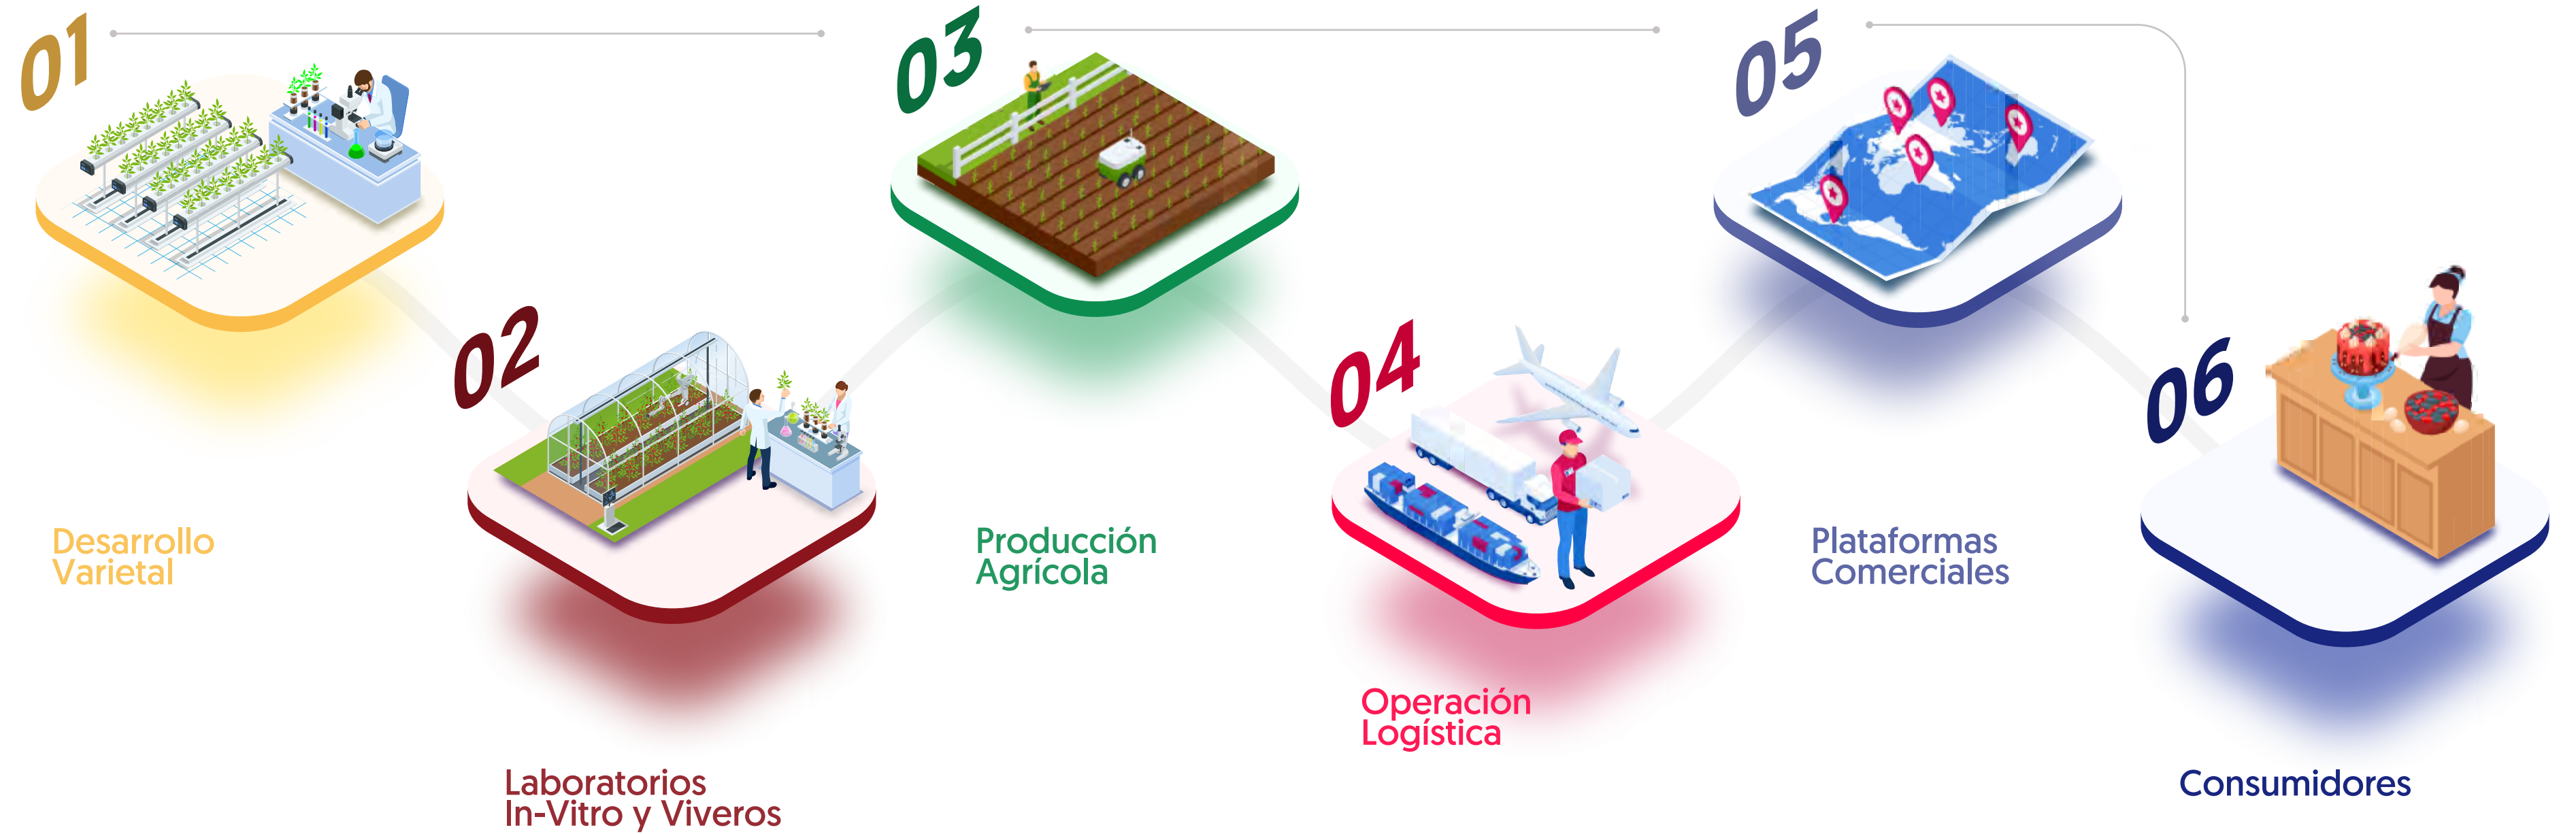 01
Desarrollo
Varietal
02
Laboratorios
In-Vitro y Viveros
03
Producción
Agrícola
04
Operación
Logística
05
Plataformas
Comerciales
06
Consumidores